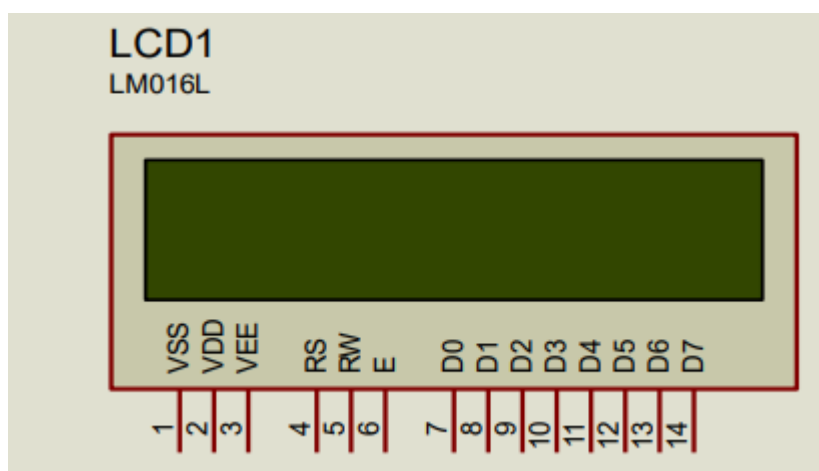 LCD1
LM016L
VSS VDD VEE RS RW E D0 D1 D2 D3 D4 D5 D6 D7
1 2 3 4 5 6 7 8 9 10 11 12 13 14